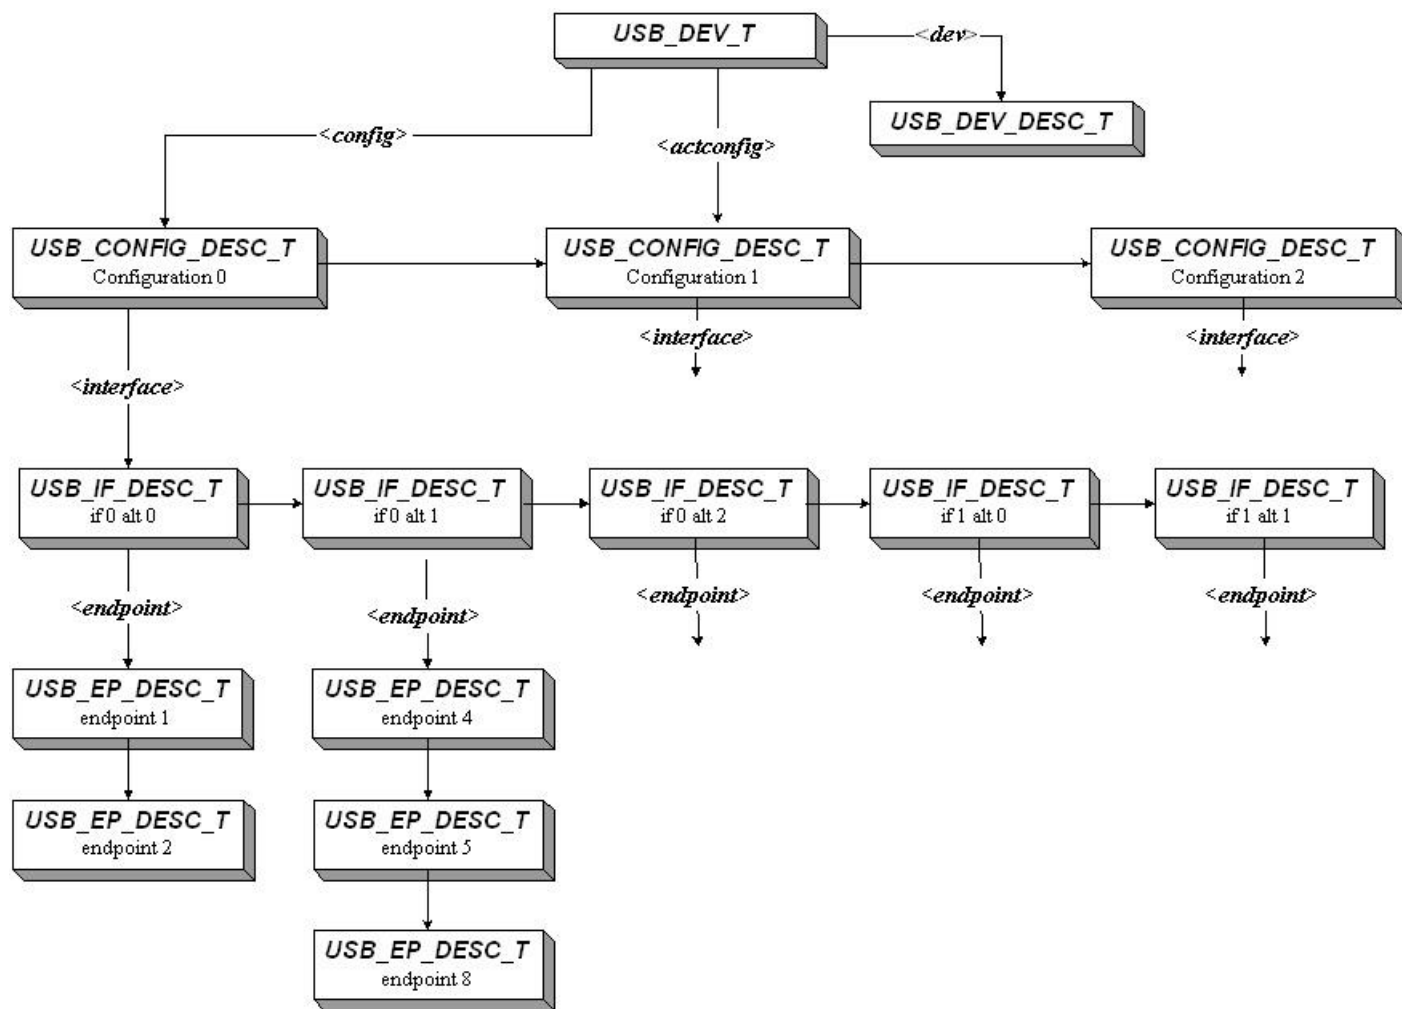 USB_DEV_T
<dev>
USB_DEV_DESC_T
<config>
<actconfig>
USB_CONFIG_DESC_T
Configuration 0
USB_CONFIG_DESC_T
Configuration 1
USB_CONFIG_DESC_T
Configuration 2
<interface>
<interface>
<interface>
USB_IF_DESC_T
if 0 alt 0
USB_IF_DESC_T
if 0 alt 1
USB_IF_DESC_T
if 0 alt 2
USB_IF_DESC_T
if 1 alt 0
USB_IF_DESC_T
if 1 alt 1
<endpoint>
<endpoint>
<endpoint>
<endpoint>
<endpoint>
USB_EP_DESC_T
endpoint 1
USB_EP_DESC_T
endpoint 4
USB_EP_DESC_T
endpoint 2
USB_EP_DESC_T
endpoint 5
USB_EP_DESC_T
endpoint 8